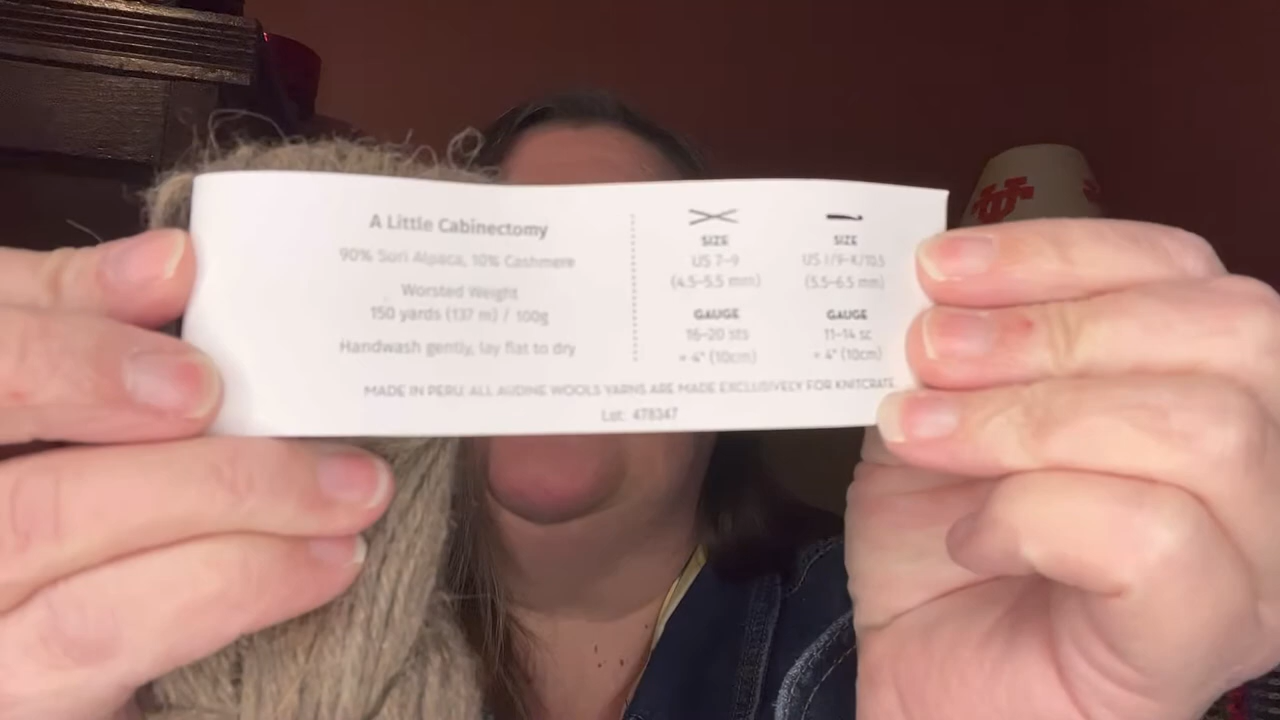 A Little Cabinectomy
90% Suri Alpaca, 10% Cashmere
Worsted Weight
150 yards (137 m) / 100g
Handwash gently, lay flat to dry
SIZE
US 7-9
(4.5-5.5 mm)
GAUGE
16-20 sts
= 4" (10cm)
SIZE
US I/9-K/10.5
(5.5-6.5 mm)
GAUGE
11-14 sc
= 4" (10cm)
MADE IN PERU. ALL AUDINE WOOLS YARNS ARE MADE EXCLUSIVELY FOR KNITCRATE
Lot: 478347